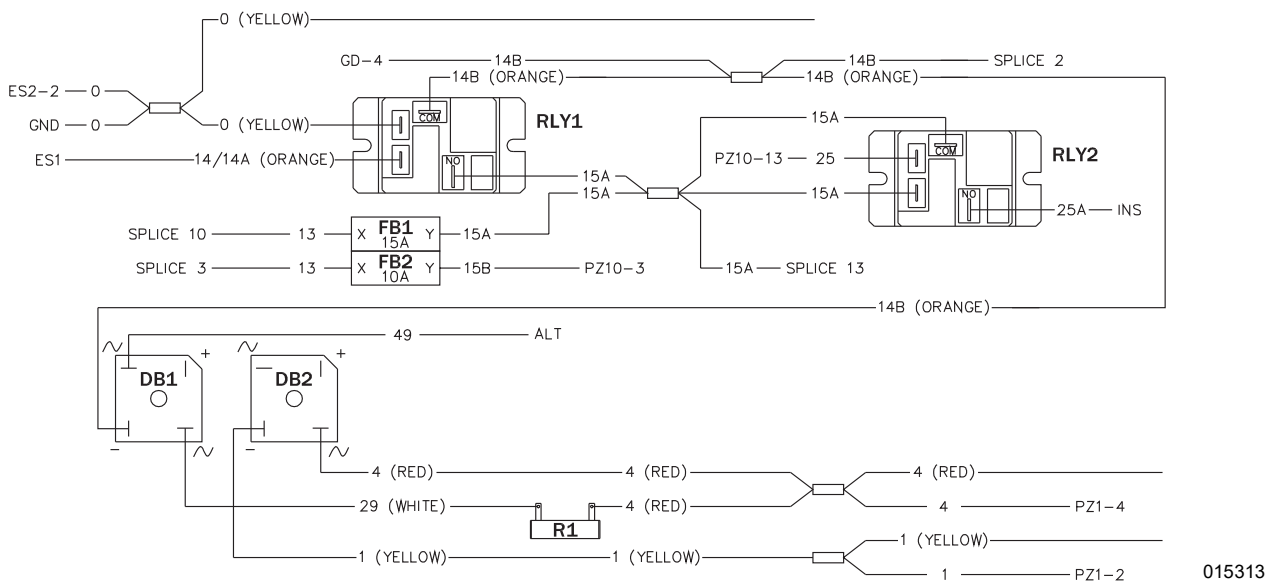 0 (YELLOW)
GD-4 14B 14B SPLICE 2
14B (ORANGE) 14B (ORANGE)
ES2-2 0
GND 0 0 (YELLOW)
COM
RLY1
15A
ES1 14/14A (ORANGE)
NO
COM
RLY2
PZ10-13 25
15A
15A
15A
NO
25A INS
SPLICE 10 13 X FB1 Y 15A
15A
SPLICE 3 13 X FB2 Y 15B PZ10-3
10A
15A SPLICE 13
14B (ORANGE)
49 ALT
+
+
DB1
DB2
-
-
4 (RED) 4 (RED) 4 (RED)
29 (WHITE) R1 4 (RED) 4 PZ1-4
1 (YELLOW) 1 (YELLOW) 1 (YELLOW)
1 PZ1-2
015313